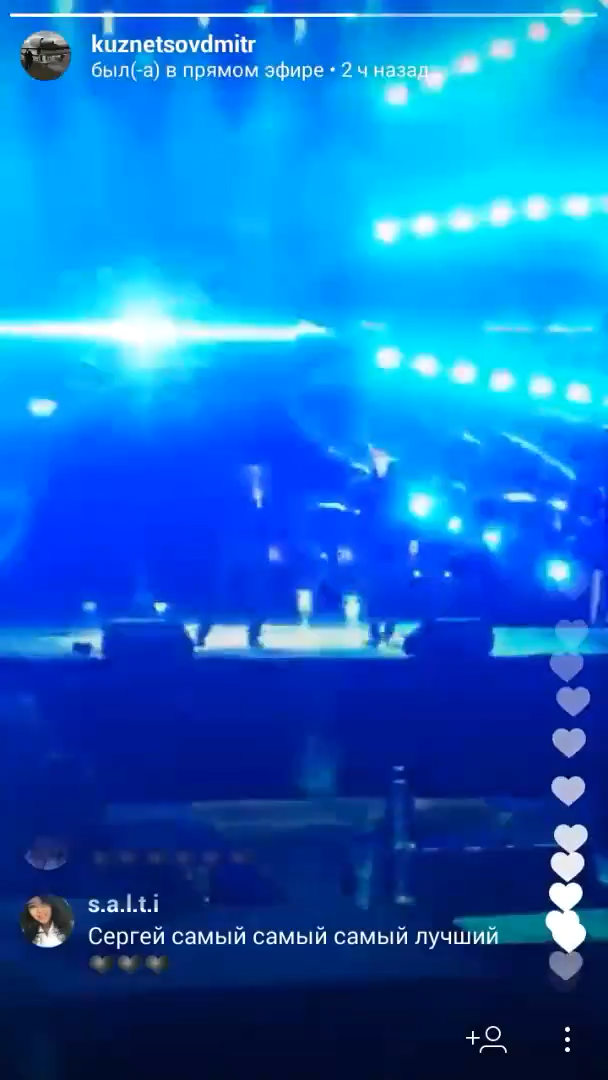 kuznetsovdmitr
был(-а) в прямом эфире • 2 ч назад
s.a.l.t.i
Сергей самый самый самый лучший
🖤🖤🖤